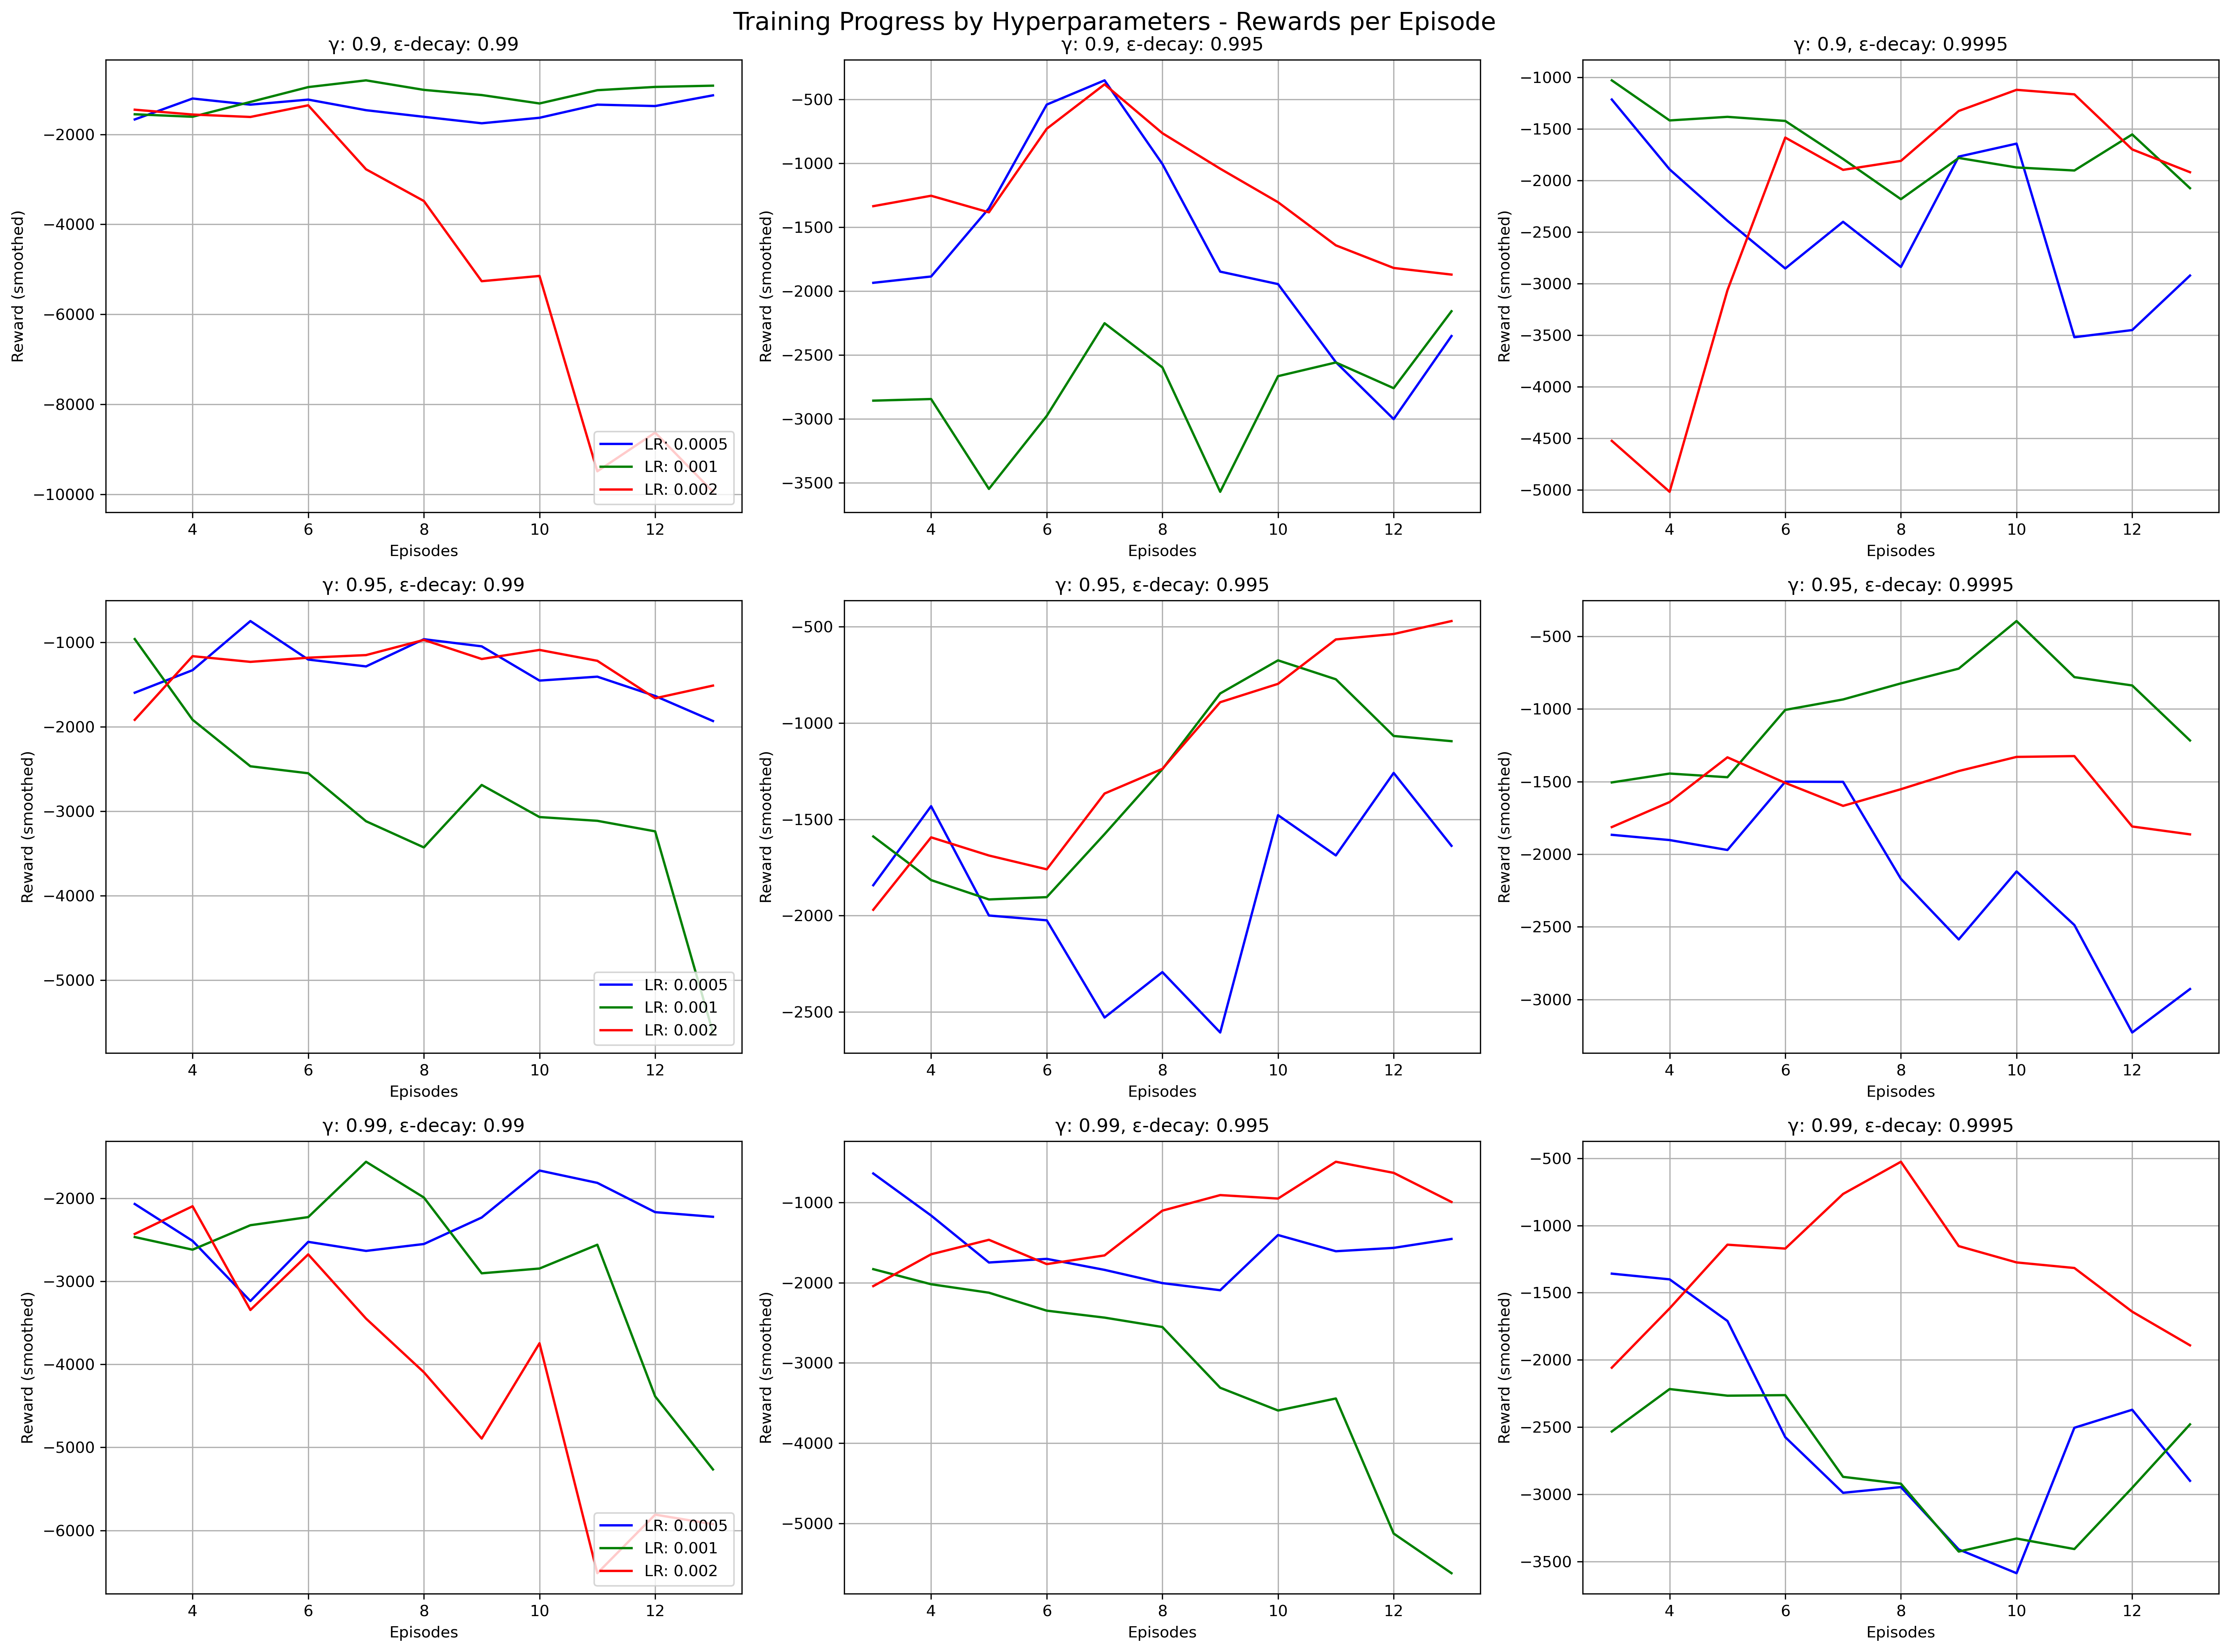 Training Progress by Hyperparameters - Rewards per Episode
γ: 0.9, ε-decay: 0.99
Reward (smoothed)
−2000
−4000
−6000
−8000
−10000
LR: 0.0005
LR: 0.001
LR: 0.002
4 6 8 10 12
Episodes
γ: 0.9, ε-decay: 0.995
Reward (smoothed)
−500
−1000
−1500
−2000
−2500
−3000
−3500
4 6 8 10 12
Episodes
γ: 0.9, ε-decay: 0.9995
Reward (smoothed)
−1000
−1500
−2000
−2500
−3000
−3500
−4000
−4500
−5000
4 6 8 10 12
Episodes
γ: 0.95, ε-decay: 0.99
Reward (smoothed)
−1000
−2000
−3000
−4000
−5000
LR: 0.0005
LR: 0.001
LR: 0.002
4 6 8 10 12
Episodes
γ: 0.95, ε-decay: 0.995
Reward (smoothed)
−500
−1000
−1500
−2000
−2500
4 6 8 10 12
Episodes
γ: 0.95, ε-decay: 0.9995
Reward (smoothed)
−500
−1000
−1500
−2000
−2500
−3000
4 6 8 10 12
Episodes
γ: 0.99, ε-decay: 0.99
Reward (smoothed)
−2000
−3000
−4000
−5000
−6000
LR: 0.0005
LR: 0.001
LR: 0.002
4 6 8 10 12
Episodes
γ: 0.99, ε-decay: 0.995
Reward (smoothed)
−1000
−2000
−3000
−4000
−5000
4 6 8 10 12
Episodes
γ: 0.99, ε-decay: 0.9995
Reward (smoothed)
−500
−1000
−1500
−2000
−2500
−3000
−3500
4 6 8 10 12
Episodes